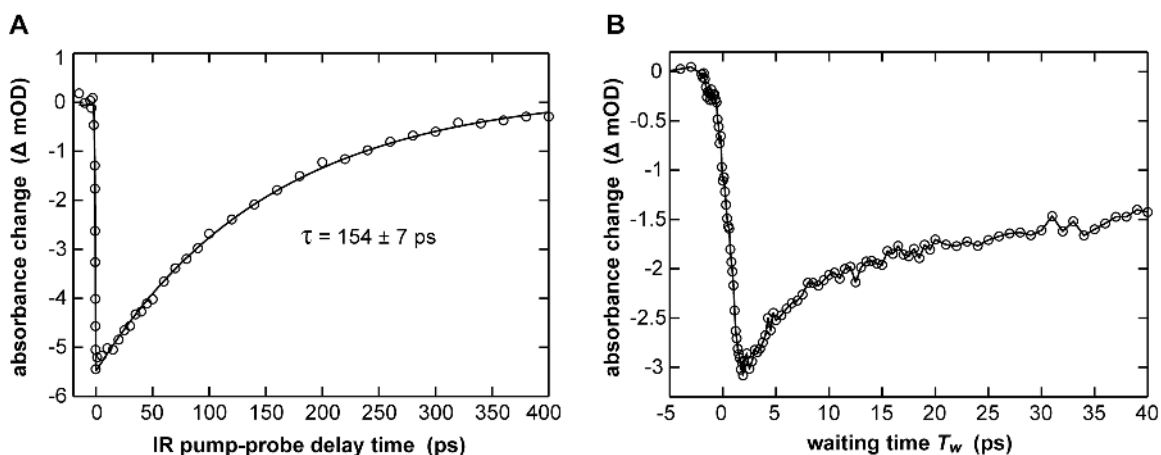 A
absorbance change (Δ mOD)
1
0
-1
-2
-3
-4
-5
-6
τ = 154 ± 7 ps
0 50 100 150 200 250 300 350 400
IR pump-probe delay time (ps)
B
absorbance change (Δ mOD)
0
-0.5
-1
-1.5
-2
-2.5
-3
-5 0 5 10 15 20 25 30 35 40
waiting time Tw (ps)